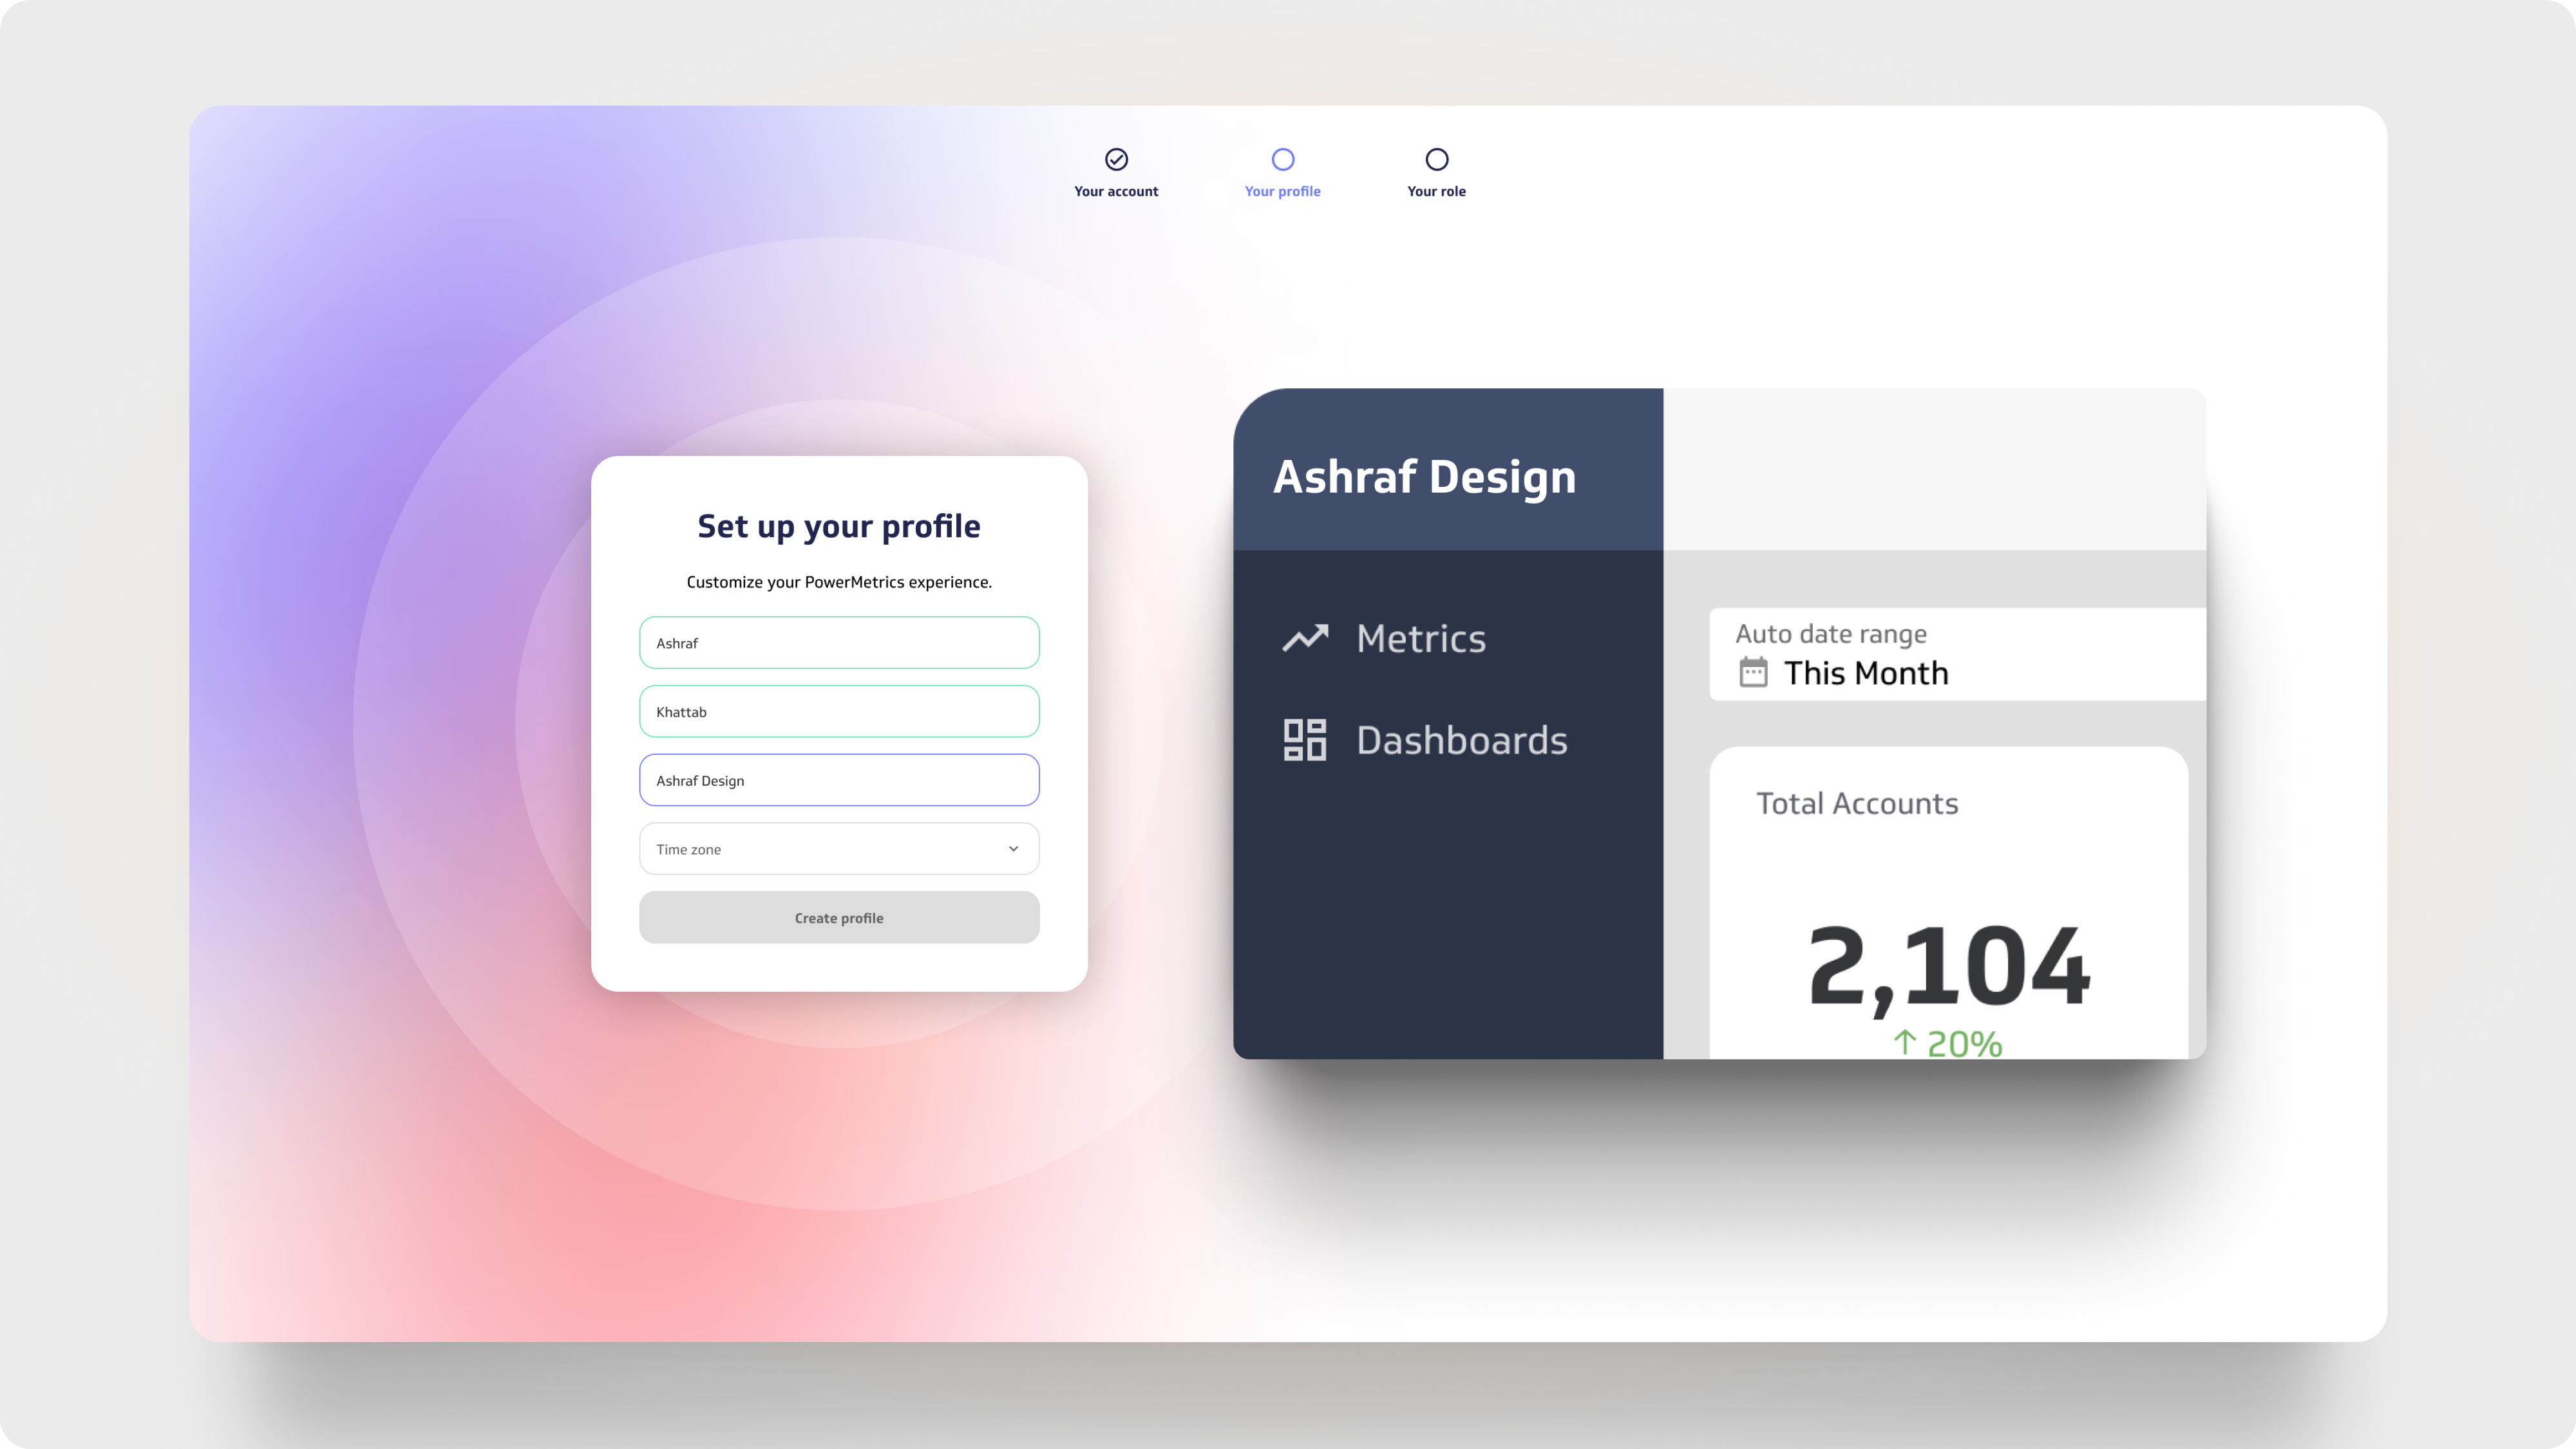 Your account
Your profile
Your role
Set up your profile
Customize your PowerMetrics experience.
Ashraf
Khattab
Ashraf Design
Time zone
Create profile
Ashraf Design
Metrics
Dashboards
Auto date range
This Month
Total Accounts
2,104
↑ 20%